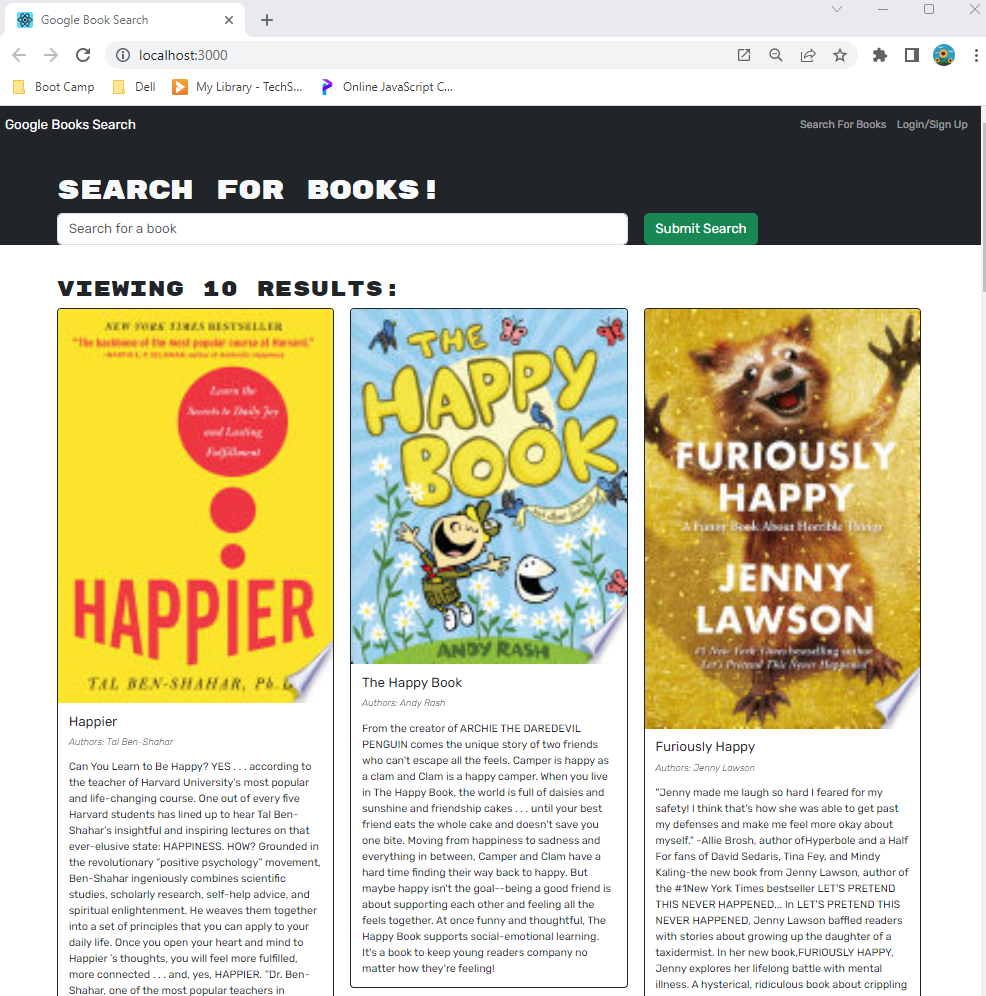 Google Book Search
localhost:3000
Boot Camp
Dell
My Library - TechS...
Online JavaScript C...
Google Books Search
Search For Books
Login/Sign Up
SEARCH FOR BOOKS!
Search for a book
Submit Search
VIEWING 10 RESULTS:
NEW YORK TIMES BESTSELLER
"The backbone of the most popular course at Harvard."
Learn the
Secrets to Daily Joy
and Lasting
Fulfillment
HAPPIER
TAL BEN-SHAHAR, Ph.D.
Happier
Authors: Tal Ben-Shahar
Can You Learn to Be Happy? YES . . . according to
the teacher of Harvard University's most popular
and life-changing course. One out of every five
Harvard students has lined up to hear Tal Ben-
Shahar's insightful and inspiring lectures on that
ever-elusive state: HAPPINESS. HOW? Grounded in
the revolutionary "positive psychology" movement,
Ben-Shahar ingeniously combines scientific
studies, scholarly research, self-help advice, and
spiritual enlightenment. He weaves them together
into a set of principles that you can apply to your
daily life. Once you open your heart and mind to
Happier 's thoughts, you will feel more fulfilled,
more connected . . . and, yes, HAPPIER. "Dr. Ben-
Shahar, one of the most popular teachers in
THE
HAPPY
BOOK
and other feelings
ANDY RASH
The Happy Book
Authors: Andy Rash
From the creator of ARCHIE THE DAREDEVIL
PENGUIN comes the unique story of two friends
who can't escape all the feels. Camper is happy as
a clam and Clam is a happy camper. When you live
in The Happy Book, the world is full of daisies and
sunshine and friendship cakes . . . until your best
friend eats the whole cake and doesn't save you
one bite. Moving from happiness to sadness and
everything in between, Camper and Clam have a
hard time finding their way back to happy. But
maybe happy isn't the goal--being a good friend is
about supporting each other and feeling all the
feels together. At once funny and thoughtful, The
Happy Book supports social-emotional learning.
It's a book to keep young readers company no
matter how they're feeling!
FURIOUSLY
HAPPY
A Funny Book About Horrible Things
JENNY
LAWSON
#1 New York Times bestselling author
Let's Pretend This Never Happened
Furiously Happy
Authors: Jenny Lawson
"Jenny made me laugh so hard I feared for my
safety! I think that's how she was able to get past
my defenses and make me feel more okay about
myself." -Allie Brosh, author ofHyperbole and a Half
For fans of David Sedaris, Tina Fey, and Mindy
Kaling-the new book from Jenny Lawson, author of
the #1New York Times bestseller LET'S PRETEND
THIS NEVER HAPPENED... In LET'S PRETEND THIS
NEVER HAPPENED, Jenny Lawson baffled readers
with stories about growing up the daughter of a
taxidermist. In her new book,FURIOUSLY HAPPY,
Jenny explores her lifelong battle with mental
illness. A hysterical, ridiculous book about crippling